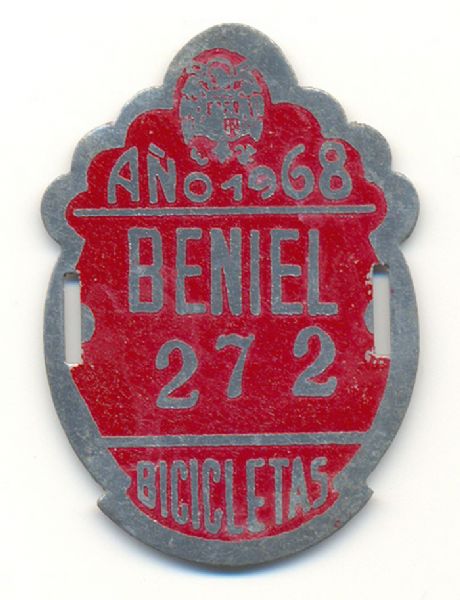 AÑO 1968
BENIEL
272
BICICLETAS